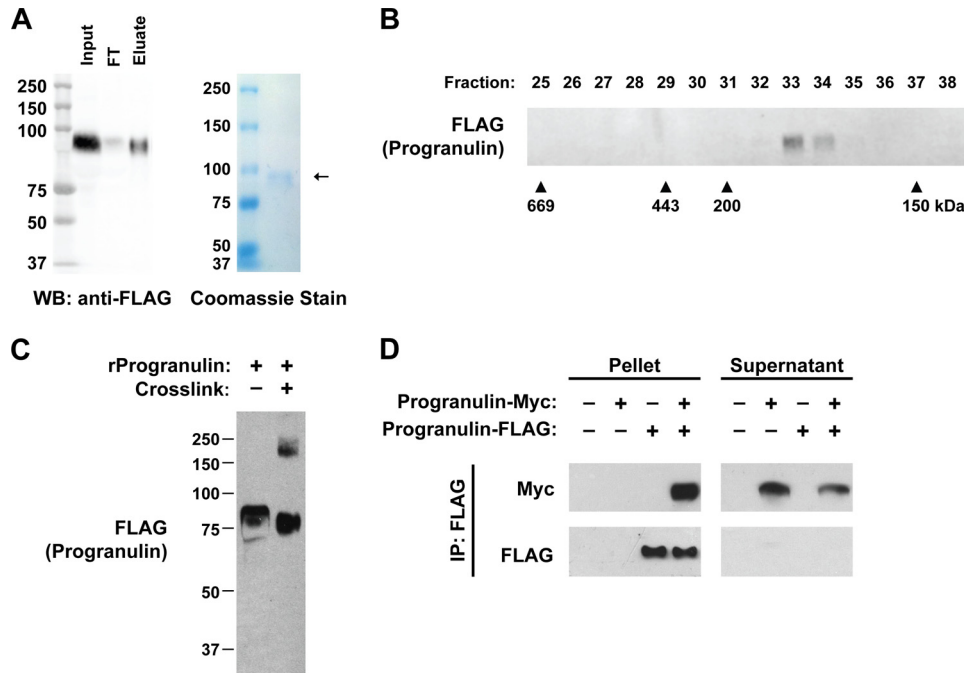 A
Input
FT
Eluate
250
150
100
75
50
37
WB: anti-FLAG
250
150
100
75
50
37
Coomassie Stain
B
Fraction: 25 26 27 28 29 30 31 32 33 34 35 36 37 38
FLAG
(Progranulin)
669 443 200 150 kDa
C
rProgranulin: + +
Crosslink: – +
250
150
100
75
50
37
FLAG
(Progranulin)
D
Pellet Supernatant
Progranulin-Myc: – + – + – + – +
Progranulin-FLAG: – – + + – – + +
IP: FLAG
Myc
FLAG